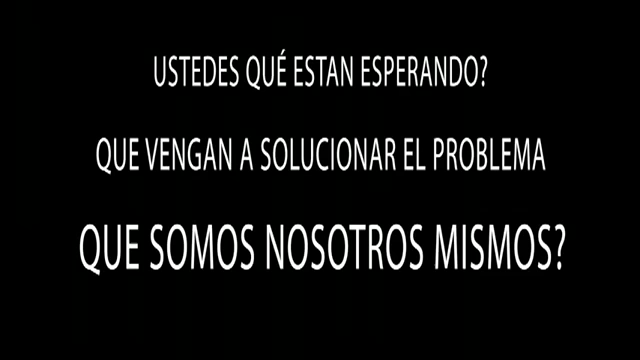 USTEDES QUÉ ESTAN ESPERANDO?
QUE VENGAN A SOLUCIONAR EL PROBLEMA
QUE SOMOS NOSOTROS MISMOS?